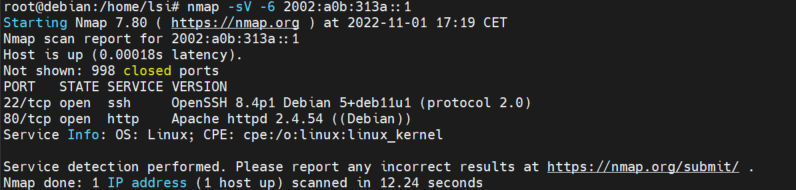 root@debian:/home/lsi# nmap -sV -6 2002:a0b:313a::1
Starting Nmap 7.80 ( https://nmap.org ) at 2022-11-01 17:19 CET
Nmap scan report for 2002:a0b:313a::1
Host is up (0.00018s latency).
Not shown: 998 closed ports
PORT   STATE SERVICE VERSION
22/tcp open  ssh     OpenSSH 8.4p1 Debian 5+deb11u1 (protocol 2.0)
80/tcp open  http    Apache httpd 2.4.54 ((Debian))
Service Info: OS: Linux; CPE: cpe:/o:linux:linux_kernel

Service detection performed. Please report any incorrect results at https://nmap.org/submit/ .
Nmap done: 1 IP address (1 host up) scanned in 12.24 seconds